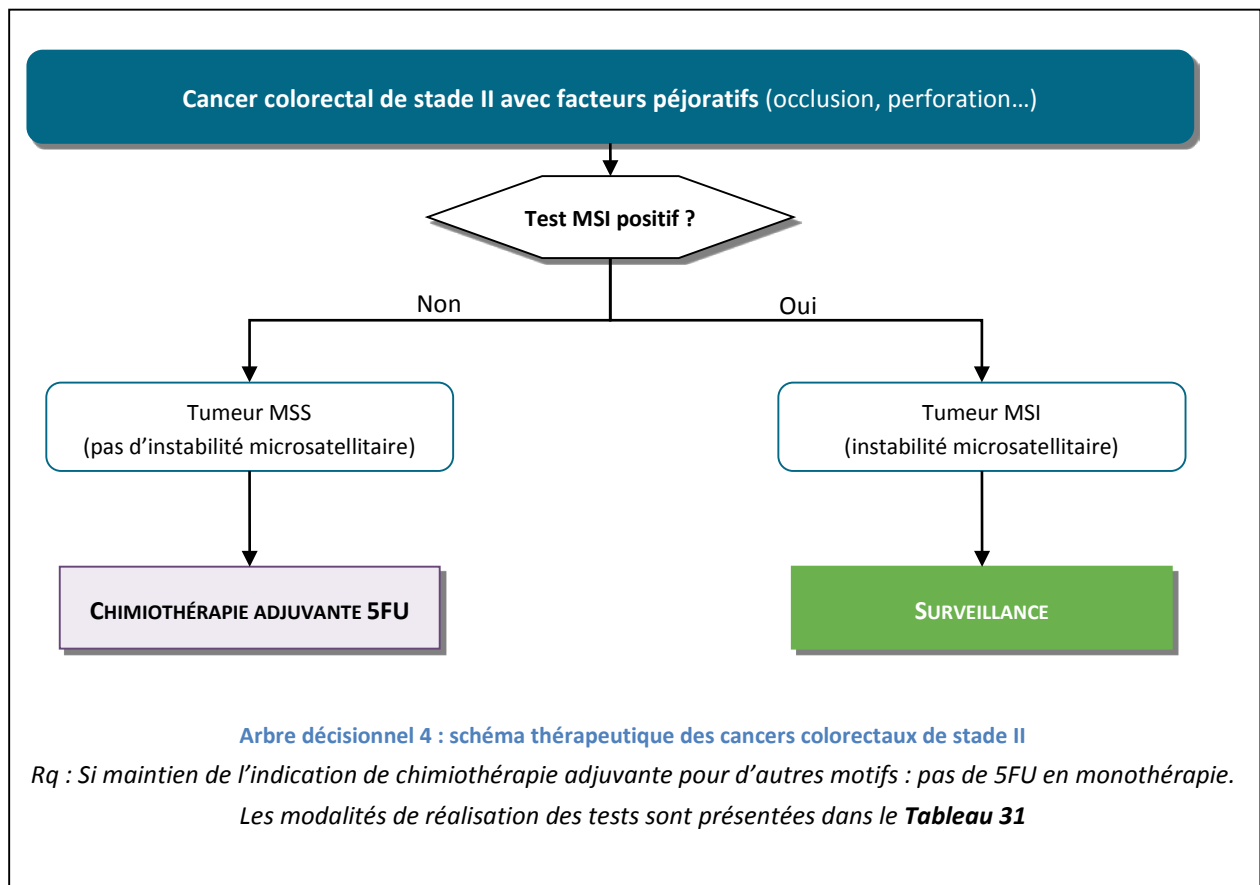 Cancer colorectal de stade II avec facteurs péjoratifs (occlusion, perforation…)
Test MSI positif ?
Non
Oui
Tumeur MSS
(pas d’instabilité microsatellitaire)
Tumeur MSI
(instabilité microsatellitaire)
CHIMIOTHÉRAPIE ADJUVANTE 5FU
SURVEILLANCE
Arbre décisionnel 4 : schéma thérapeutique des cancers colorectaux de stade II
Rq : Si maintien de l’indication de chimiothérapie adjuvante pour d’autres motifs : pas de 5FU en monothérapie.
Les modalités de réalisation des tests sont présentées dans le Tableau 31